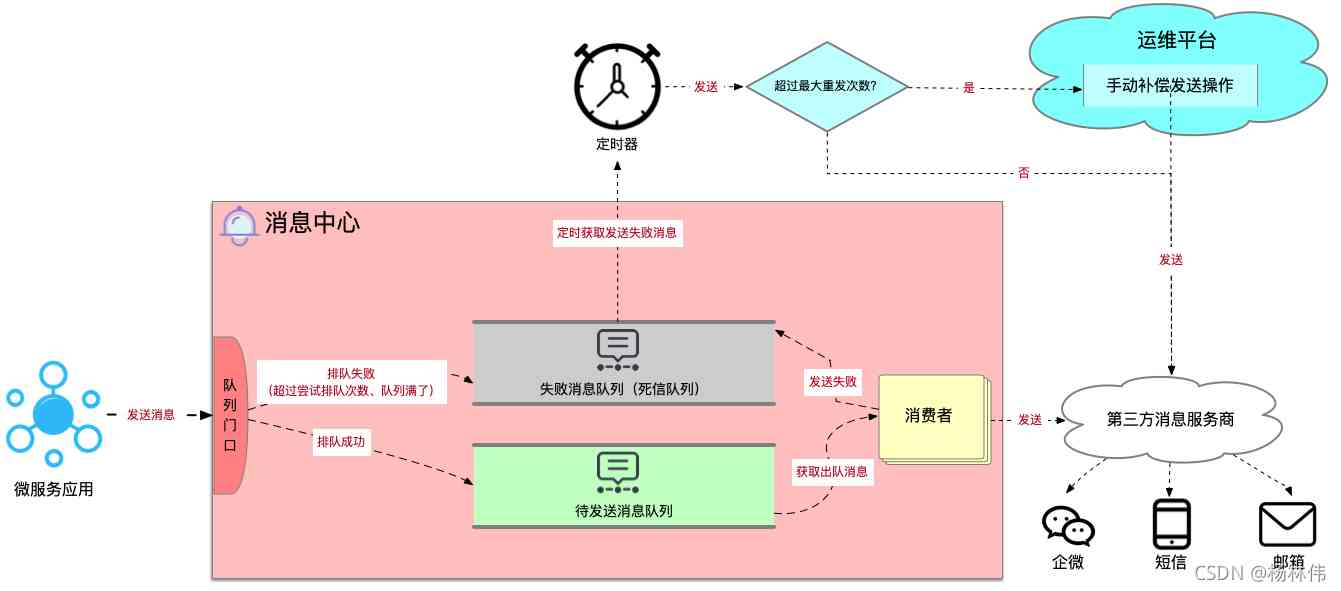 运维平台
手动补偿发送操作
发送
超过最大重发次数?
是
定时器
否
消息中心
定时获取发送失败消息
发送
队
列
门
口
排队失败
(超过尝试排队次数、队列满了)
失败消息队列（死信队列）
发送失败
消费者
发送消息
排队成功
获取出队消息
发送
第三方消息服务商
微服务应用
待发送消息队列
企微
短信
邮箱
CSDN @杨林伟